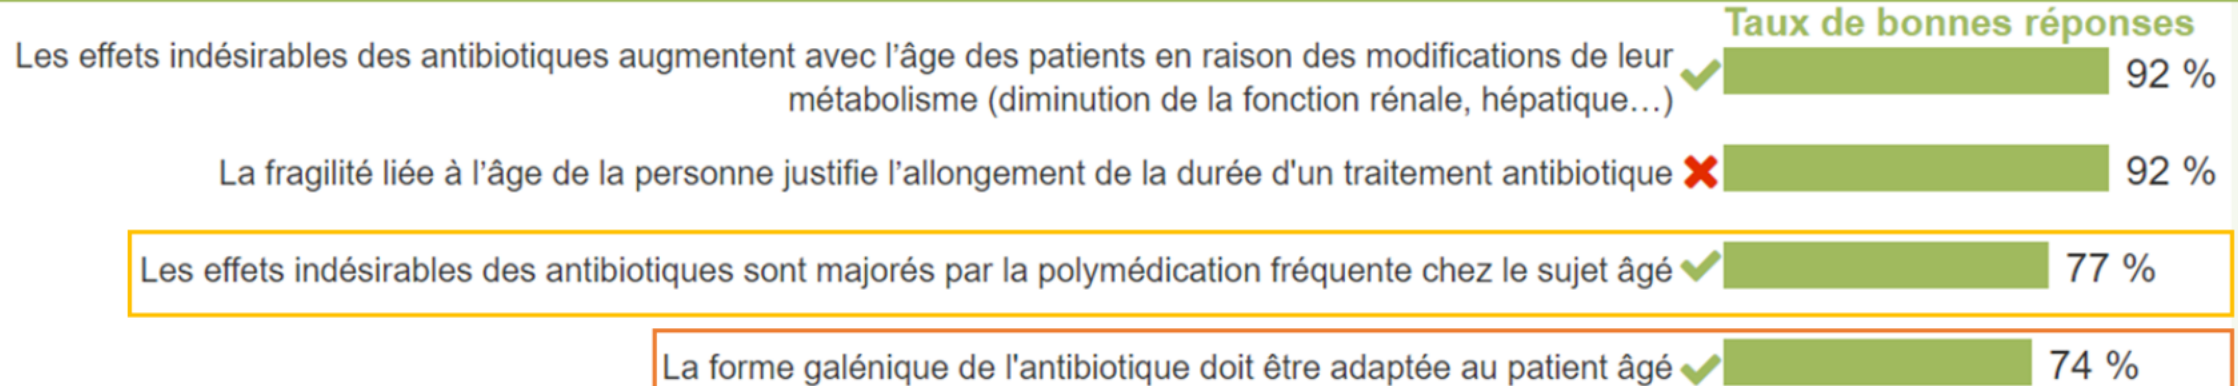 Taux de bonnes réponses
Les effets indésirables des antibiotiques augmentent avec l’âge des patients en raison des modifications de leur
métabolisme (diminution de la fonction rénale, hépatique…)
92 %
La fragilité liée à l’âge de la personne justifie l’allongement de la durée d'un traitement antibiotique
92 %
Les effets indésirables des antibiotiques sont majorés par la polymédication fréquente chez le sujet âgé
77 %
La forme galénique de l'antibiotique doit être adaptée au patient âgé
74 %